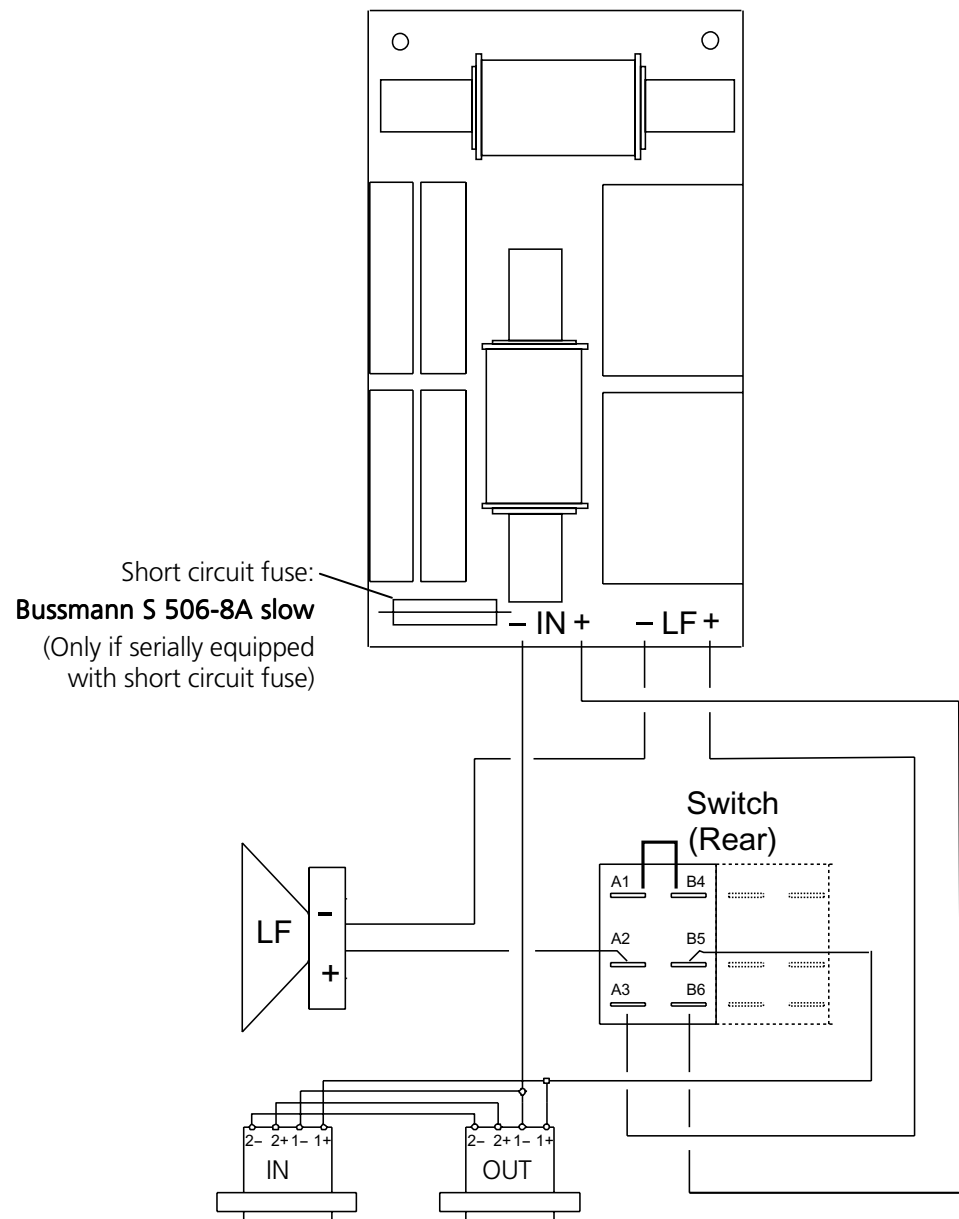 Short circuit fuse:
Bussmann S 506-8A slow
(Only if serially equipped
with short circuit fuse)
– IN + – LF +
Switch
(Rear)
A1 B4
A2 B5
A3 B6
LF
–
+
2– 2+ 1– 1+
IN
2– 2+ 1– 1+
OUT